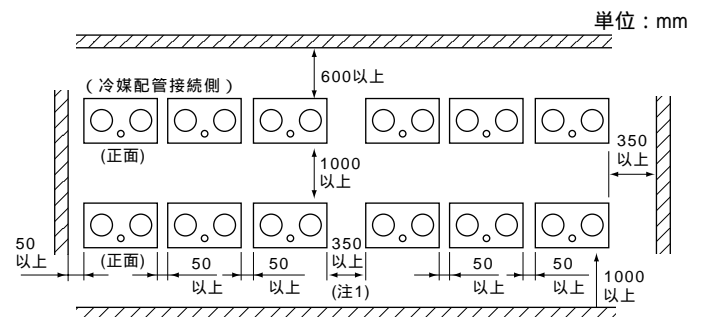 単位：mm
600以上
（冷媒配管接続側）
(正面)
350
以上
1000
以上
50
以上
(正面)
50
以上
50
以上
350
以上
(注1)
50
以上
50
以上
1000
以上